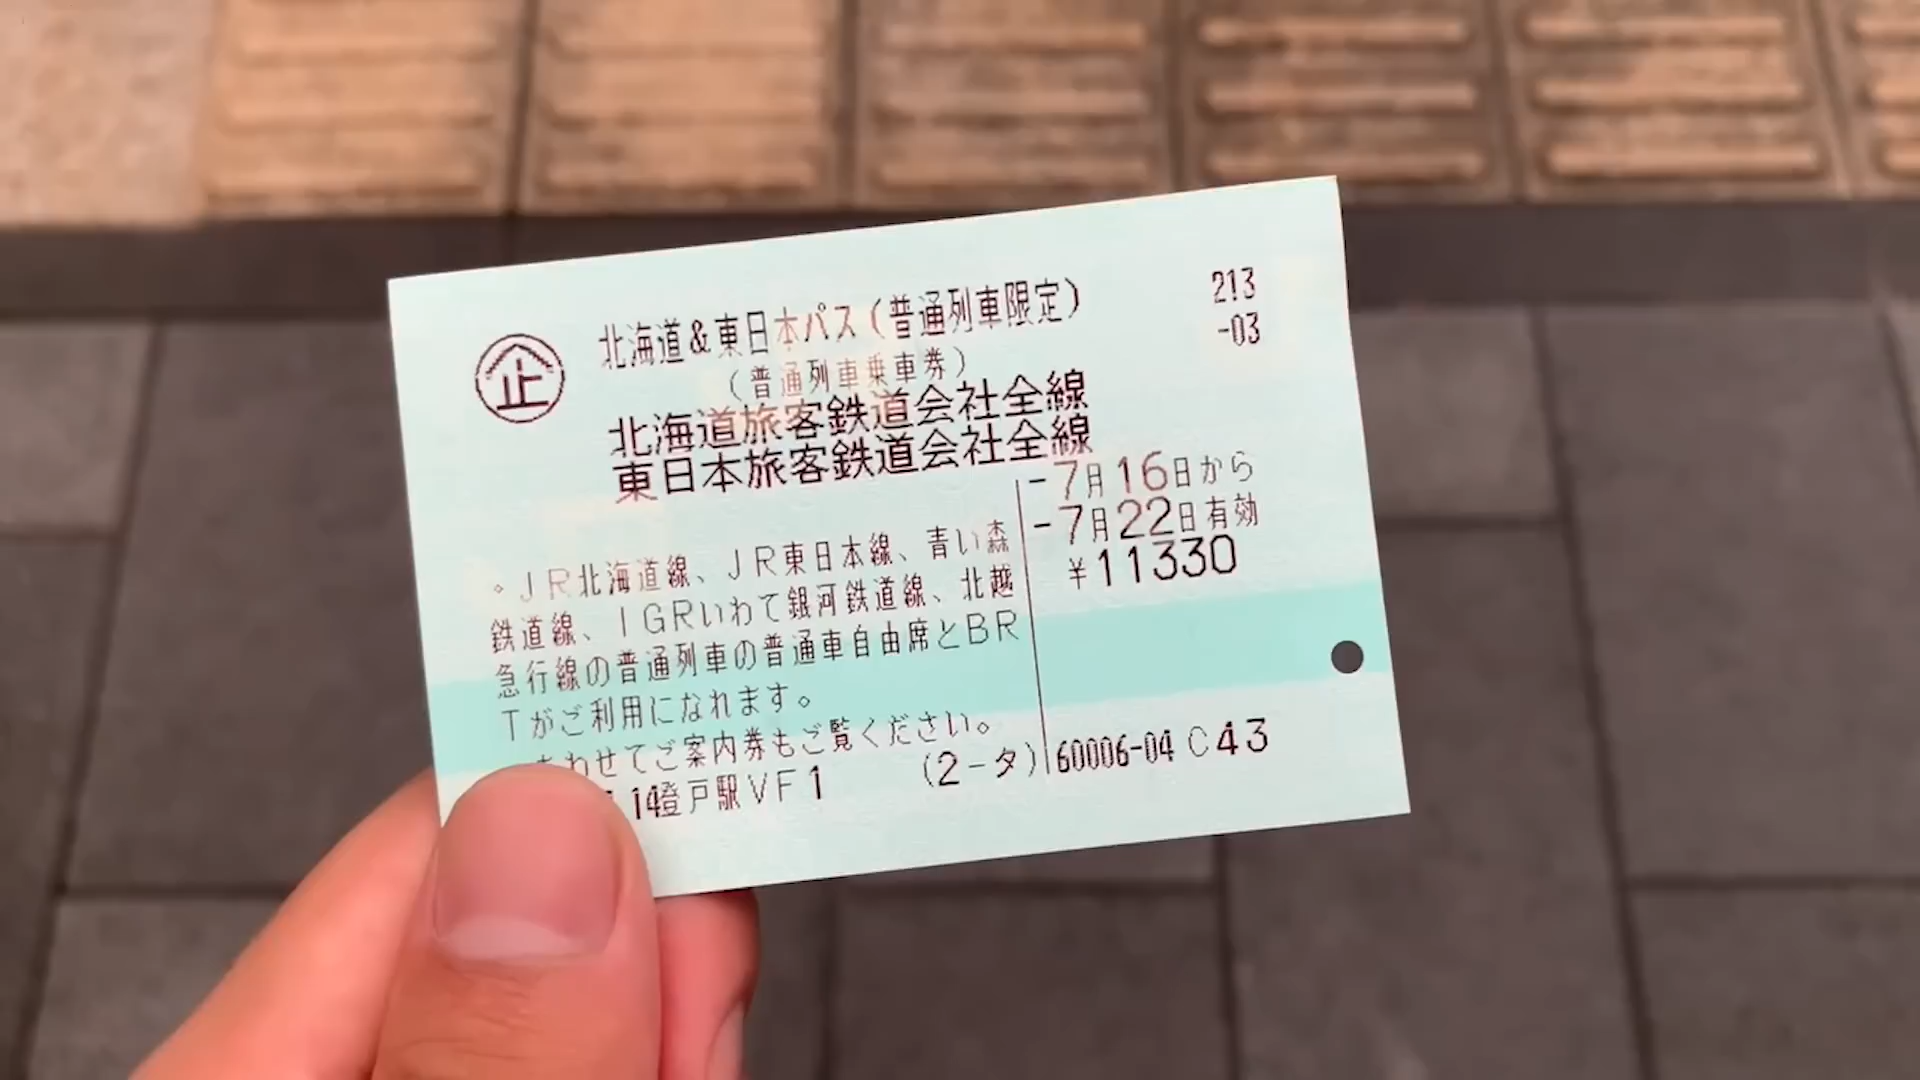 北海道&東日本パス(普通列車限定)
213
-03
(普通列車乗車券)
北海道旅客鉄道会社全線
東日本旅客鉄道会社全線
-7月16日から
-7月22日有効
¥11330
。JR北海道線、JR東日本線、青い森
鉄道線、IGRいわて銀河鉄道線、北越
急行線の普通列車の普通車自由席とBR
Tがご利用になれます。
あわせてご案内券もご覧ください。
14登戸駅VF1
(2-タ)
60006-04
C43